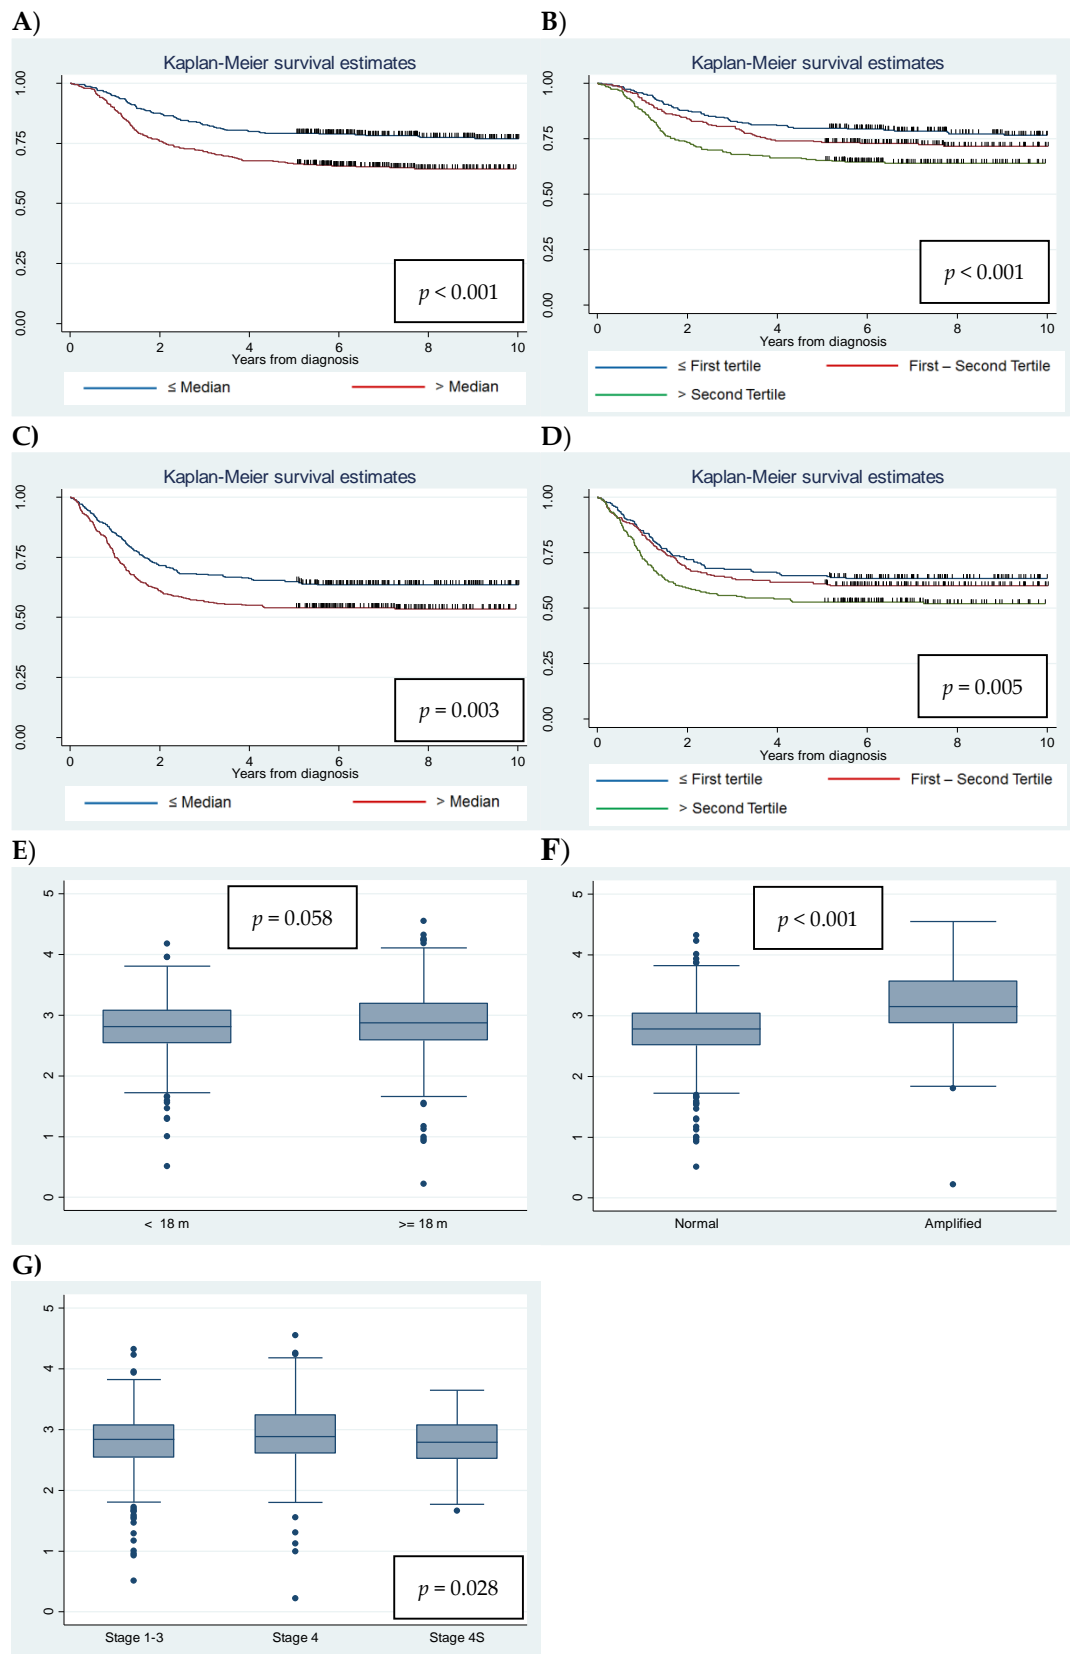 A)
Kaplan-Meier survival estimates
1.00
0.75
0.50
0.25
0.00
p < 0.001
0 2 4 6 8 10
Years from diagnosis
≤ Median > Median
B)
Kaplan-Meier survival estimates
1.00
0.75
0.50
0.25
0.00
p < 0.001
0 2 4 6 8 10
Years from diagnosis
≤ First tertile First – Second Tertile
> Second Tertile
C)
Kaplan-Meier survival estimates
1.00
0.75
0.50
0.25
0.00
p = 0.003
0 2 4 6 8 10
Years from diagnosis
≤ Median > Median
D)
Kaplan-Meier survival estimates
1.00
0.75
0.50
0.25
0.00
p = 0.005
0 2 4 6 8 10
Years from diagnosis
≤ First tertile First – Second Tertile
> Second Tertile
E)
p = 0.058
5
4
3
2
1
0
< 18 m >= 18 m
F)
p < 0.001
5
4
3
2
1
0
Normal Amplified
G)
5
4
3
2
1
0
p = 0.028
Stage 1-3 Stage 4 Stage 4S